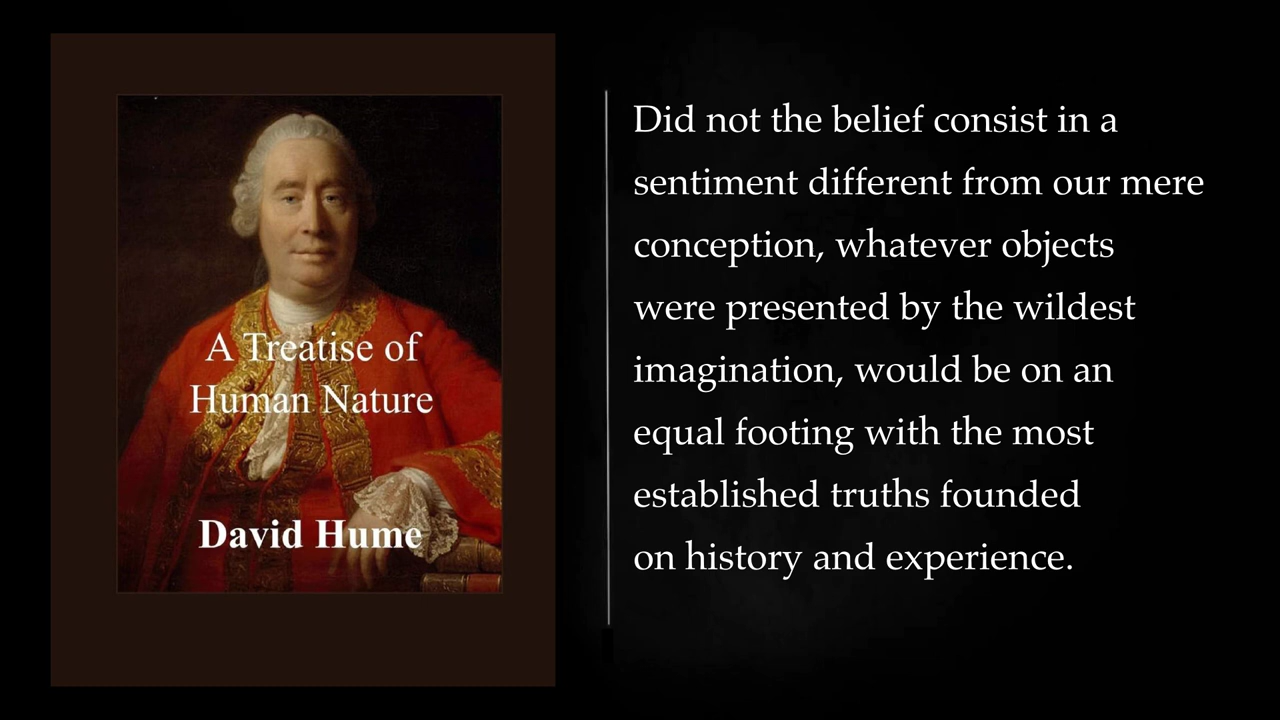 A Treatise of
Human Nature
David Hume
Did not the belief consist in a
sentiment different from our mere
conception, whatever objects
were presented by the wildest
imagination, would be on an
equal footing with the most
established truths founded
on history and experience.